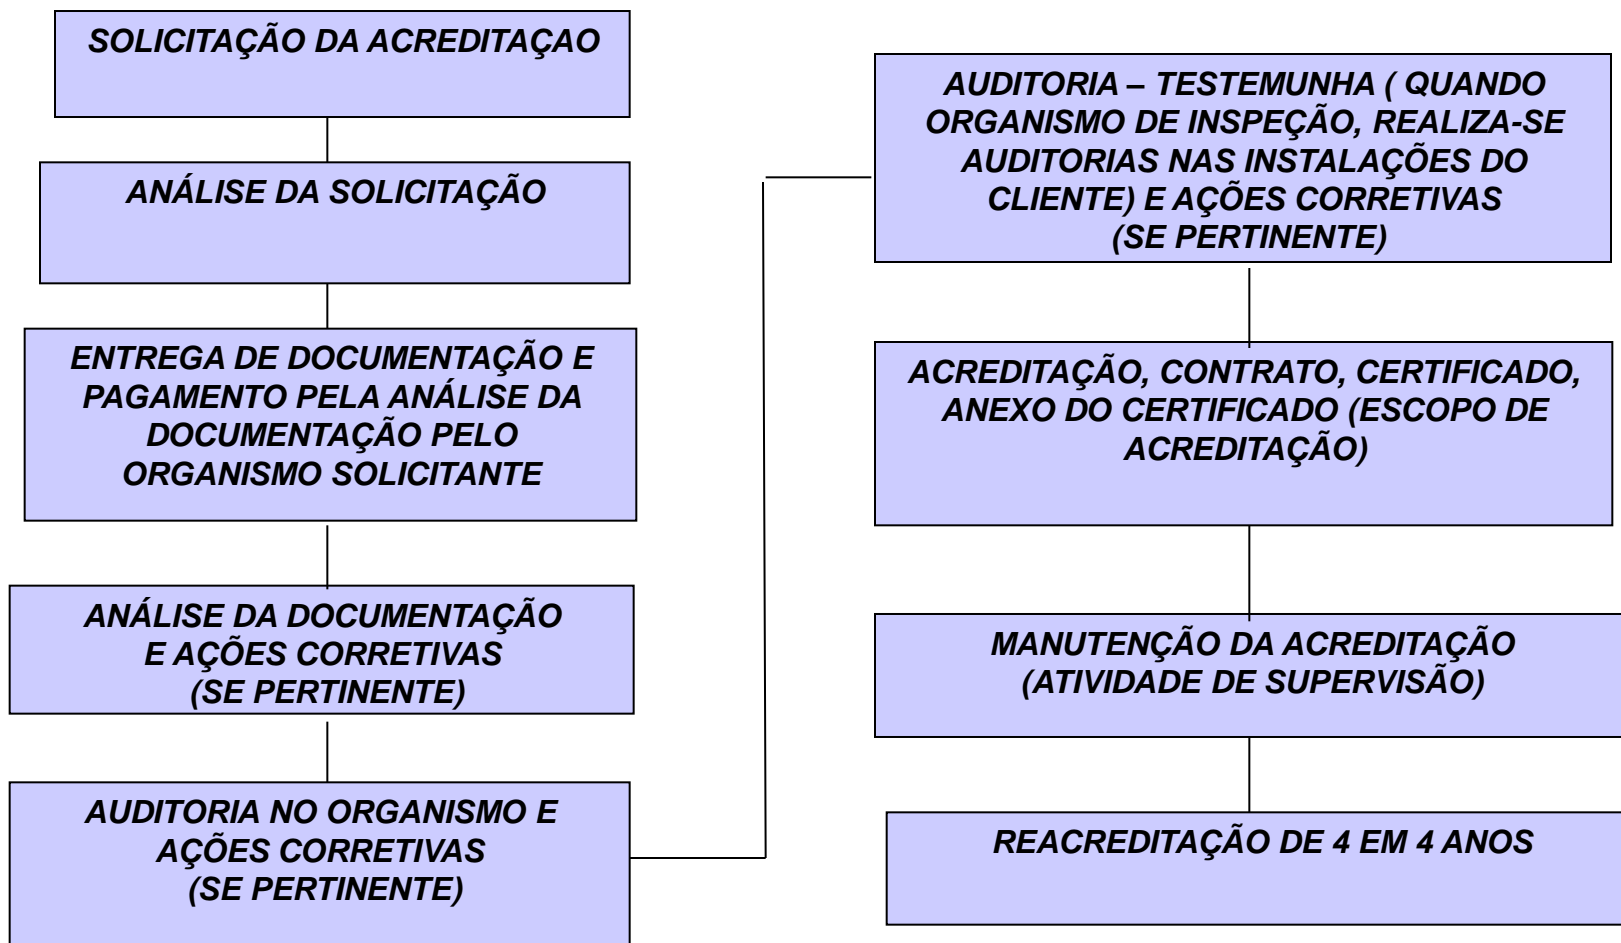 SOLICITAÇÃO DA ACREDITAÇAO
ANÁLISE DA SOLICITAÇÃO
ENTREGA DE DOCUMENTAÇÃO E
PAGAMENTO PELA ANÁLISE DA
DOCUMENTAÇÃO PELO
ORGANISMO SOLICITANTE
ANÁLISE DA DOCUMENTAÇÃO
E AÇÕES CORRETIVAS
(SE PERTINENTE)
AUDITORIA NO ORGANISMO E
AÇÕES CORRETIVAS
(SE PERTINENTE)
AUDITORIA – TESTEMUNHA ( QUANDO
ORGANISMO DE INSPEÇÃO, REALIZA-SE
AUDITORIAS NAS INSTALAÇÕES DO
CLIENTE) E AÇÕES CORRETIVAS
(SE PERTINENTE)
ACREDITAÇÃO, CONTRATO, CERTIFICADO,
ANEXO DO CERTIFICADO (ESCOPO DE
ACREDITAÇÃO)
MANUTENÇÃO DA ACREDITAÇÃO
(ATIVIDADE DE SUPERVISÃO)
REACREDITAÇÃO DE 4 EM 4 ANOS